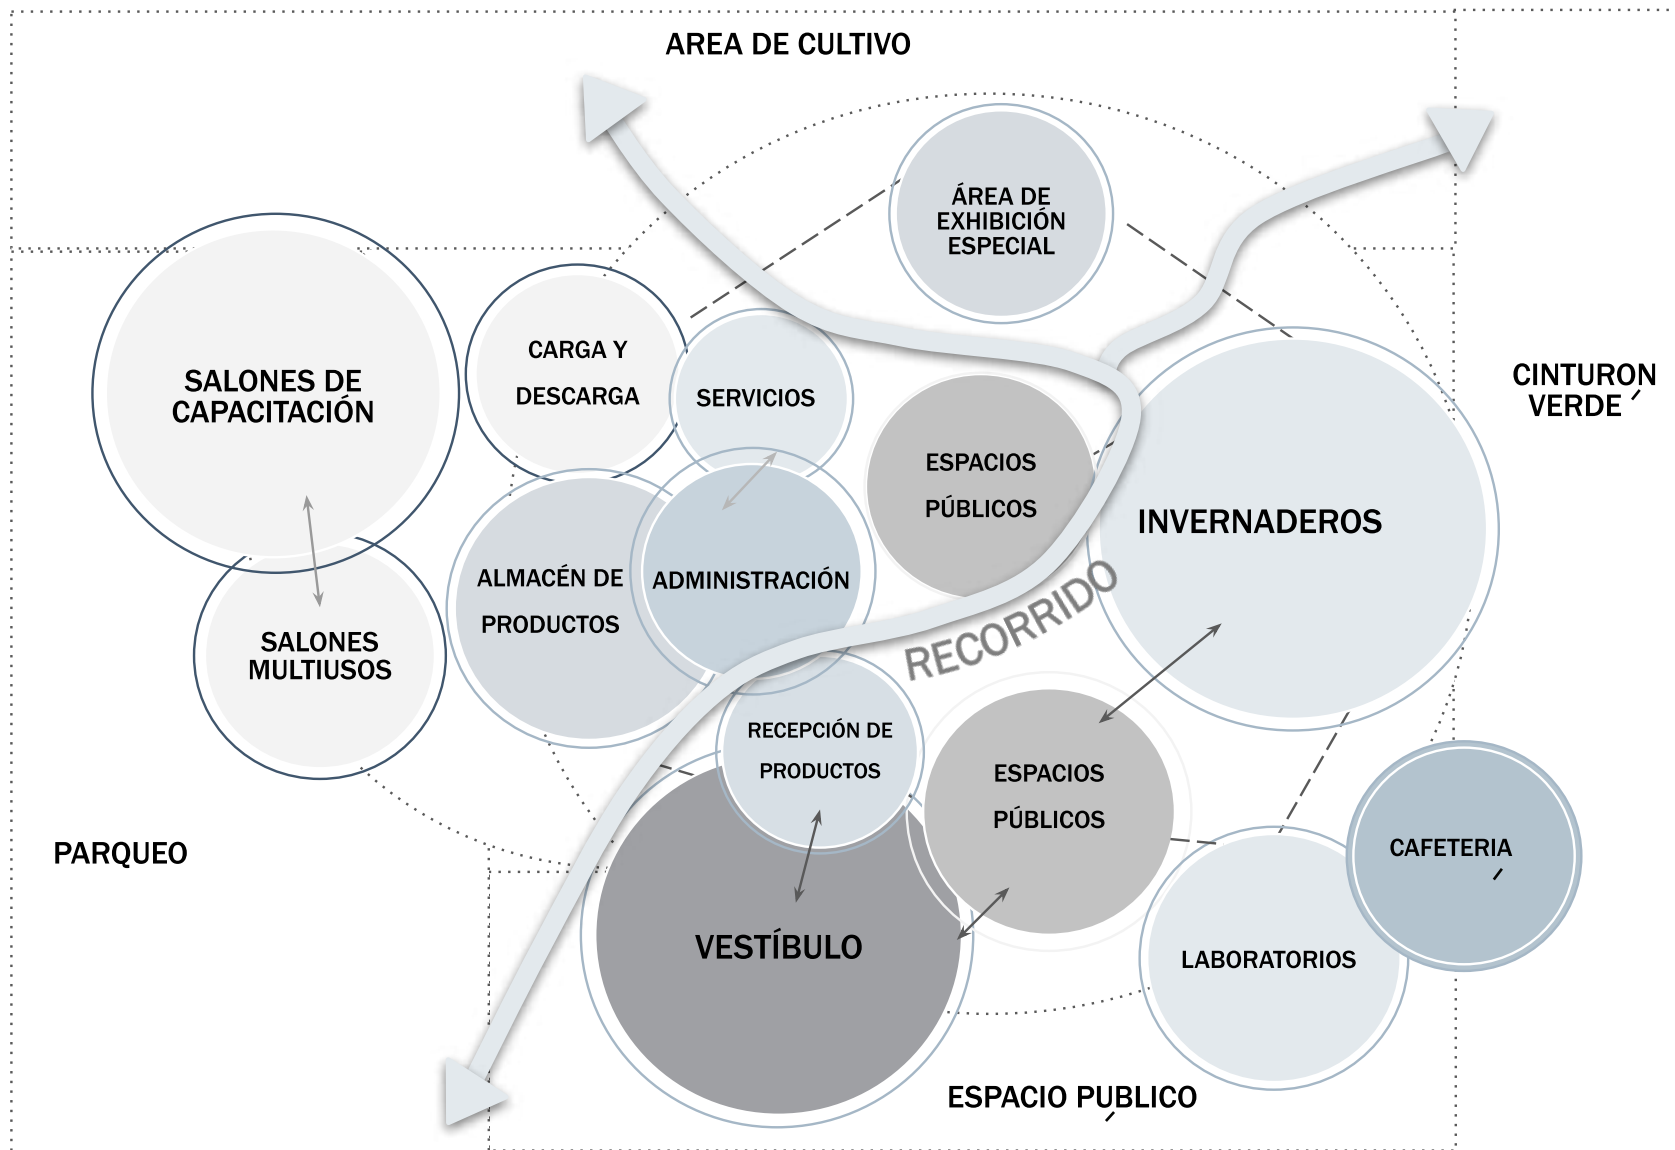 AREA DE CULTIVO
ÁREA DE
EXHIBICIÓN
ESPECIAL
CARGA Y
DESCARGA
SERVICIOS
SALONES DE
CAPACITACIÓN
CINTURON
VERDE
ESPACIOS
PÚBLICOS
INVERNADEROS
ALMACÉN DE
PRODUCTOS
ADMINISTRACIÓN
RECORRIDO
SALONES
MULTIUSOS
RECEPCIÓN DE
PRODUCTOS
ESPACIOS
PÚBLICOS
PARQUEO
CAFETERIA
VESTÍBULO
LABORATORIOS
ESPACIO PUBLICO